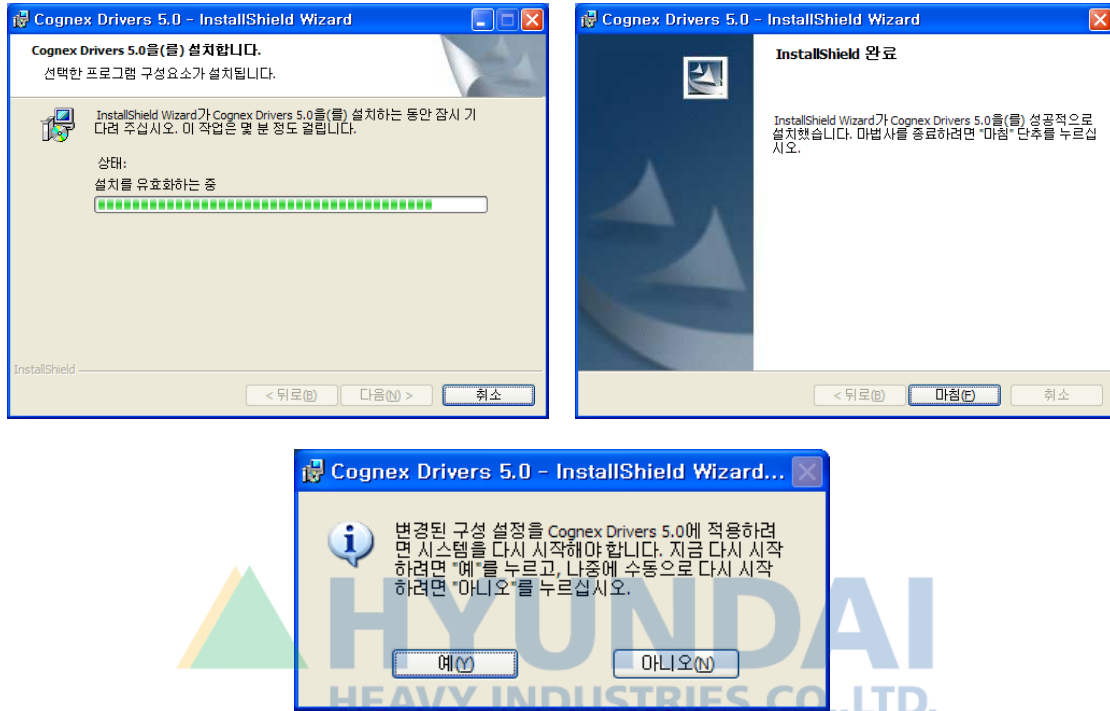 Cognex Drivers 5.0 - InstallShield Wizard
Cognex Drivers 5.0을(를) 설치합니다.
선택한 프로그램 구성요소가 설치됩니다.
InstallShield Wizard가 Cognex Drivers 5.0을(를) 설치하는 동안 잠시 기
다려 주십시오. 이 작업은 몇 분 정도 걸립니다.
상태:
설치를 유효화하는 중
InstallShield
< 뒤로(B) 다음(N) > 취소
Cognex Drivers 5.0 - InstallShield Wizard
InstallShield 완료
InstallShield Wizard가 Cognex Drivers 5.0을(를) 성공적으로
설치했습니다. 마법사를 종료하려면 "마침" 단추를 누르십
시오.
< 뒤로(B) 마침(F) 취소
Cognex Drivers 5.0 - InstallShield Wizard...
변경된 구성 설정을 Cognex Drivers 5.0에 적용하려
면 시스템을 다시 시작해야 합니다. 지금 다시 시작
하려면 "예"를 누르고, 나중에 수동으로 다시 시작
하려면 "아니오"를 누르십시오.
예(Y) 아니오(N)
HYUNDAI
HEAVY INDUSTRIES CO.,LTD.